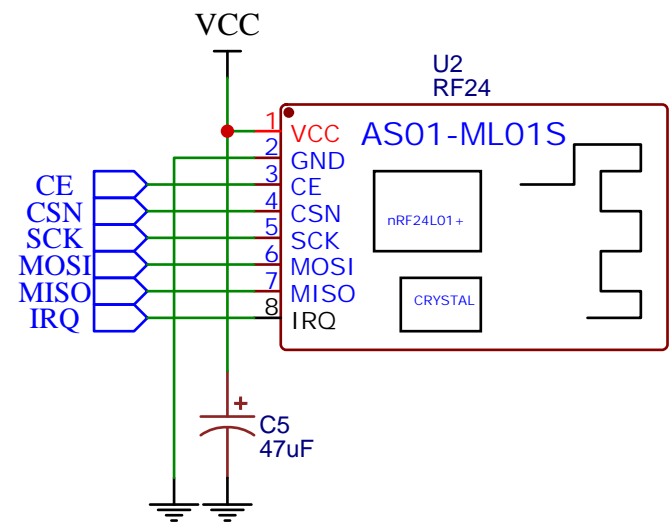 VCC
U2
RF24
1
VCC
AS01-ML01S
2
GND
CE
3
CE
CSN
4
CSN
nRF24L01+
SCK
5
SCK
MOSI
6
MOSI
MISO
7
MISO
CRYSTAL
IRQ
8
IRQ
+
C5
47uF